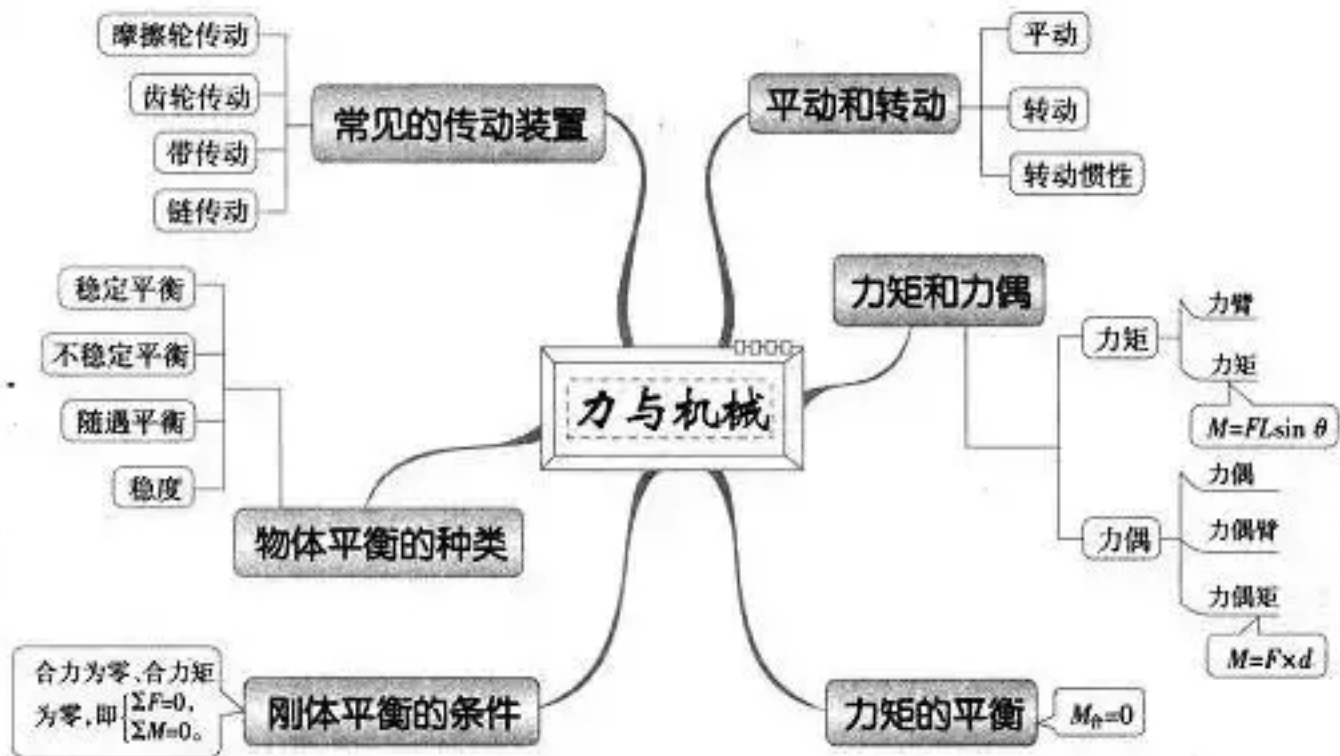 力与机械
常见的传动装置
摩擦轮传动
齿轮传动
带传动
链传动
平动和转动
平动
转动
转动惯性
力矩和力偶
力矩
力臂
力矩
M=FLsin θ
力偶
力偶
力偶臂
力偶矩
M=F×d
物体平衡的种类
稳定平衡
不稳定平衡
随遇平衡
稳度
刚体平衡的条件
合力为零、合力矩
为零,即{ΣF=0,
ΣM=0。
力矩的平衡
M合=0